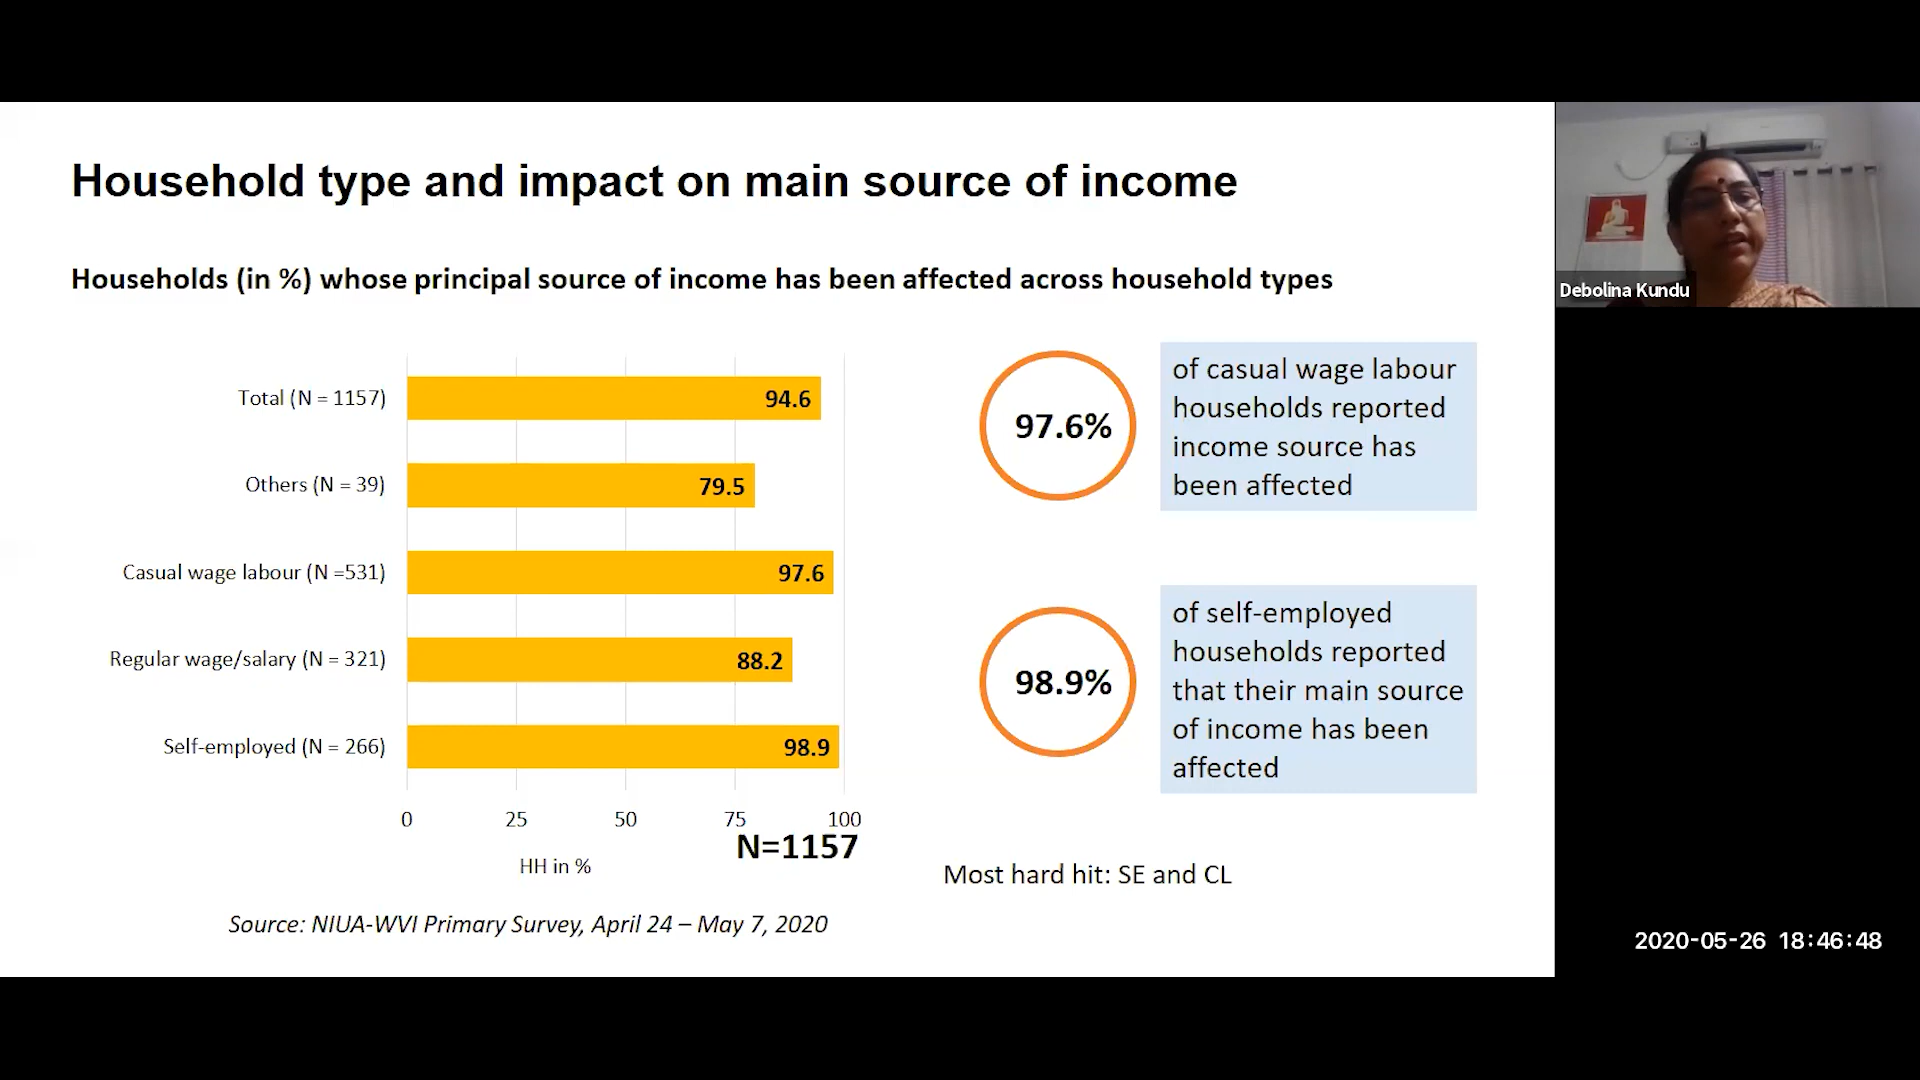 Household type and impact on main source of income
Households (in %) whose principal source of income has been affected across household types
Total (N = 1157)
94.6
Others (N = 39)
79.5
Casual wage labour (N =531)
97.6
Regular wage/salary (N = 321)
88.2
Self-employed (N = 266)
98.9
0 25 50 75 100
N=1157
HH in %
Source: NIUA-WVI Primary Survey, April 24 – May 7, 2020
97.6%
of casual wage labour
households reported
income source has
been affected
98.9%
of self-employed
households reported
that their main source
of income has been
affected
Most hard hit: SE and CL
Debolina Kundu
2020-05-26 18:46:48